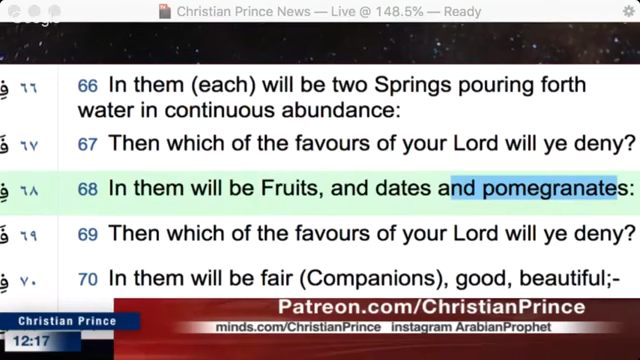 Christian Prince News — Live @ 148.5% — Ready
٦٦ 66 In them (each) will be two Springs pouring forth
water in continuous abundance:
٦٧ 67 Then which of the favours of your Lord will ye deny?
٦٨ 68 In them will be Fruits, and dates and pomegranates:
٦٩ 69 Then which of the favours of your Lord will ye deny?
٧٠ 70 In them will be fair (Companions), good, beautiful;-
Patreon.com/ChristianPrince
Christian Prince
minds.com/ChristianPrince instagram ArabianProphet
12:17